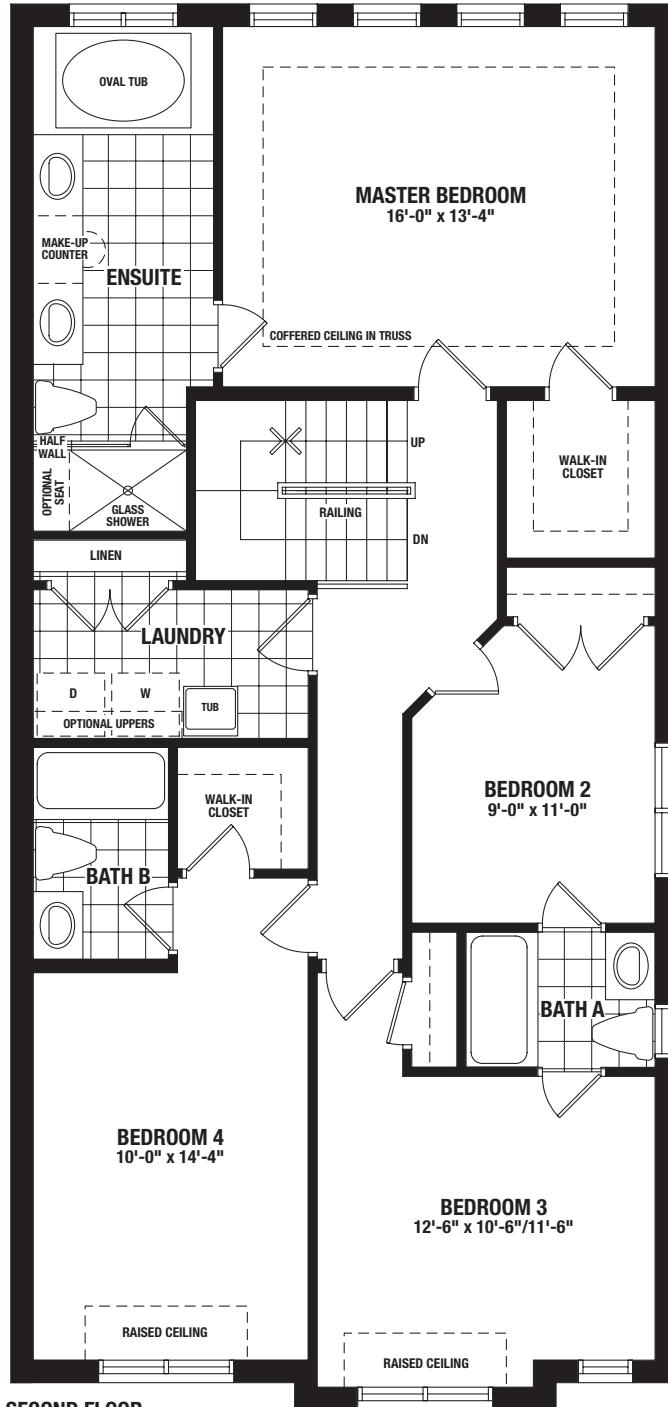 OVAL TUB
MASTER BEDROOM
16'-0" x 13'-4"
MAKE-UP
COUNTER
ENSUITE
COFFERED CEILING IN TRUSS
HALF
WALL
OPTIONAL
SEAT
GLASS
SHOWER
UP
RAILING
DN
WALK-IN
CLOSET
LINEN
LAUNDRY
D
W
TUB
OPTIONAL UPPERS
WALK-IN
CLOSET
BEDROOM 2
9'-0" x 11'-0"
BATH B
BATH A
BEDROOM 4
10'-0" x 14'-4"
BEDROOM 3
12'-6" x 10'-6"/11'-6"
RAISED CEILING
RAISED CEILING
SECOND FLOOR